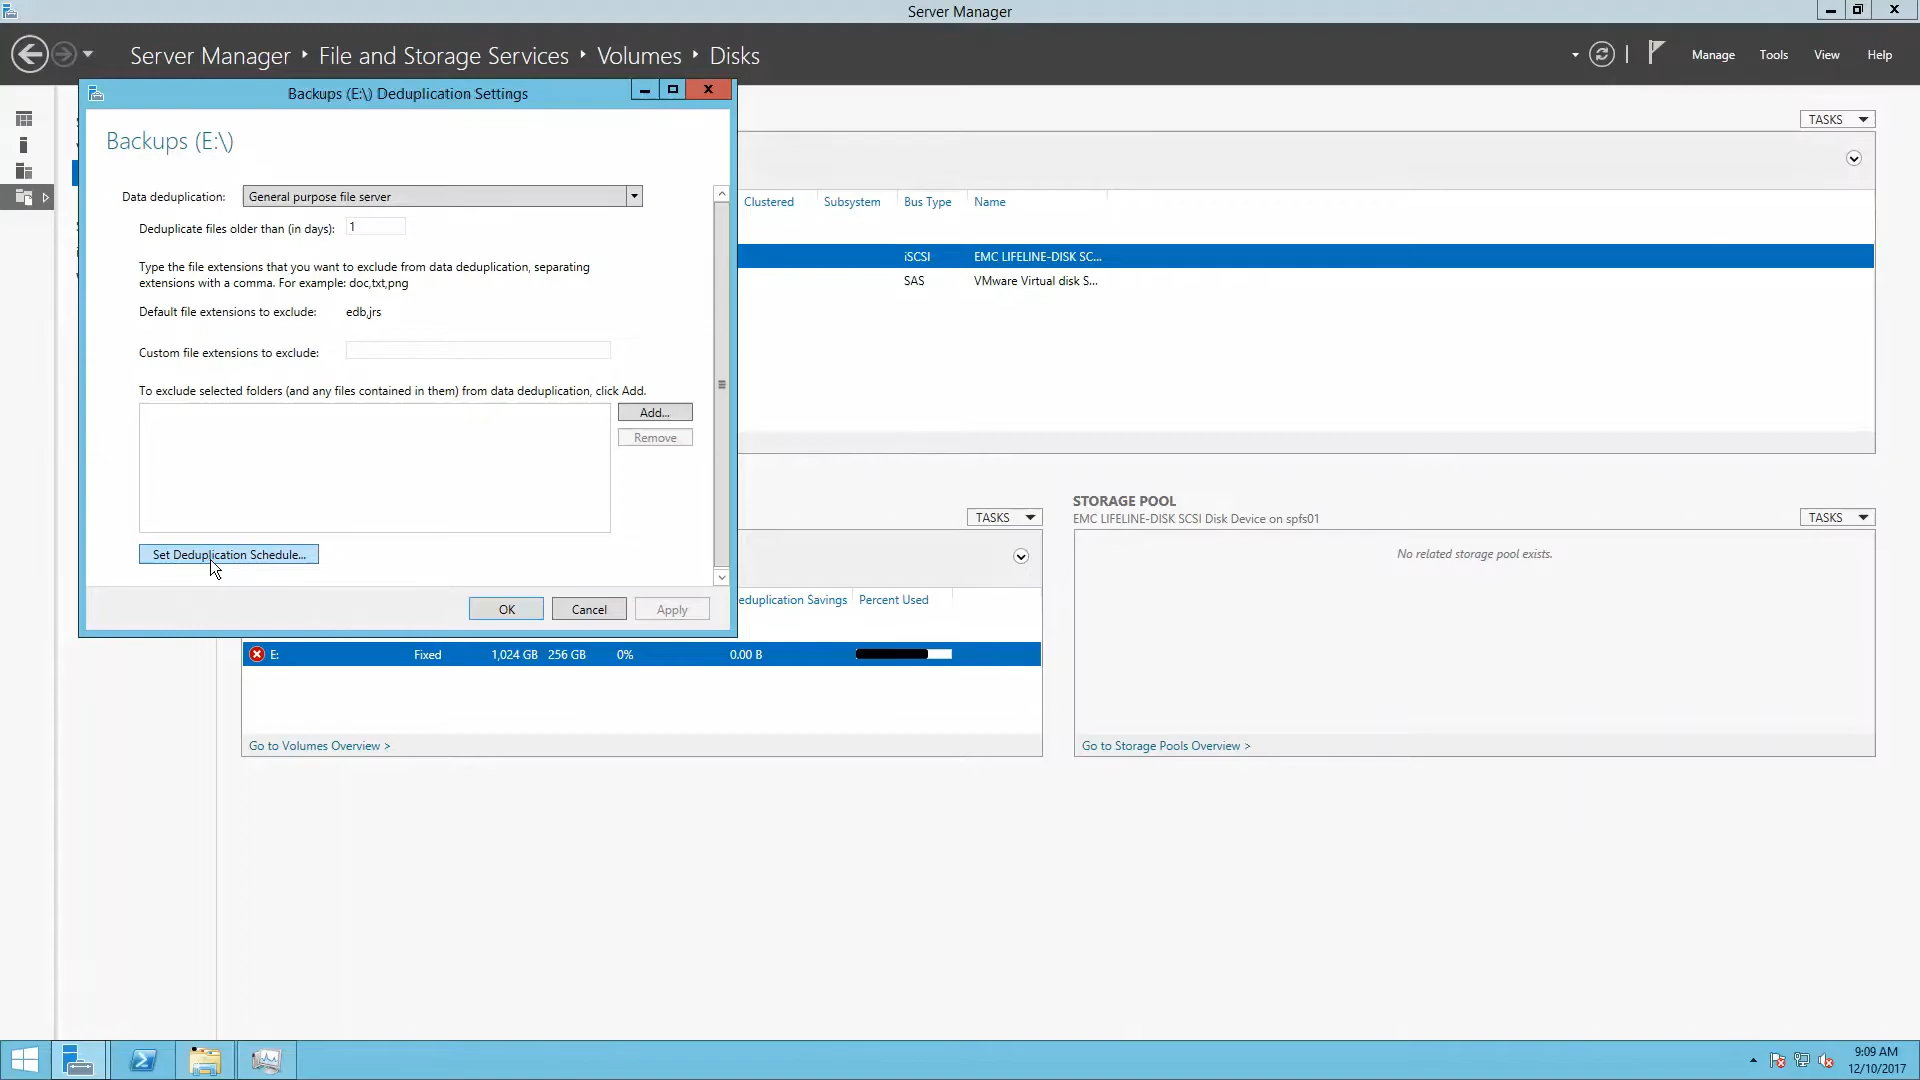 Server Manager
Server Manager ‣ File and Storage Services ‣ Volumes ‣ Disks
Manage
Tools
View
Help
Backups (E:\) Deduplication Settings
Backups (E:\)
Data deduplication: General purpose file server
Deduplicate files older than (in days): 1
Type the file extensions that you want to exclude from data deduplication, separating
extensions with a comma. For example: doc,txt,png
Default file extensions to exclude: edb,jrs
Custom file extensions to exclude:
To exclude selected folders (and any files contained in them) from data deduplication, click Add.
Add...
Remove
Set Deduplication Schedule...
OK
Cancel
Apply
TASKS
Clustered Subsystem Bus Type Name
iSCSI EMC LIFELINE-DISK SC...
SAS VMware Virtual disk S...
TASKS
eduplication Savings Percent Used
E: Fixed 1,024 GB 256 GB 0% 0.00 B
Go to Volumes Overview >
STORAGE POOL
EMC LIFELINE-DISK SCSI Disk Device on spfs01
TASKS
No related storage pool exists.
Go to Storage Pools Overview >
9:09 AM
12/10/2017